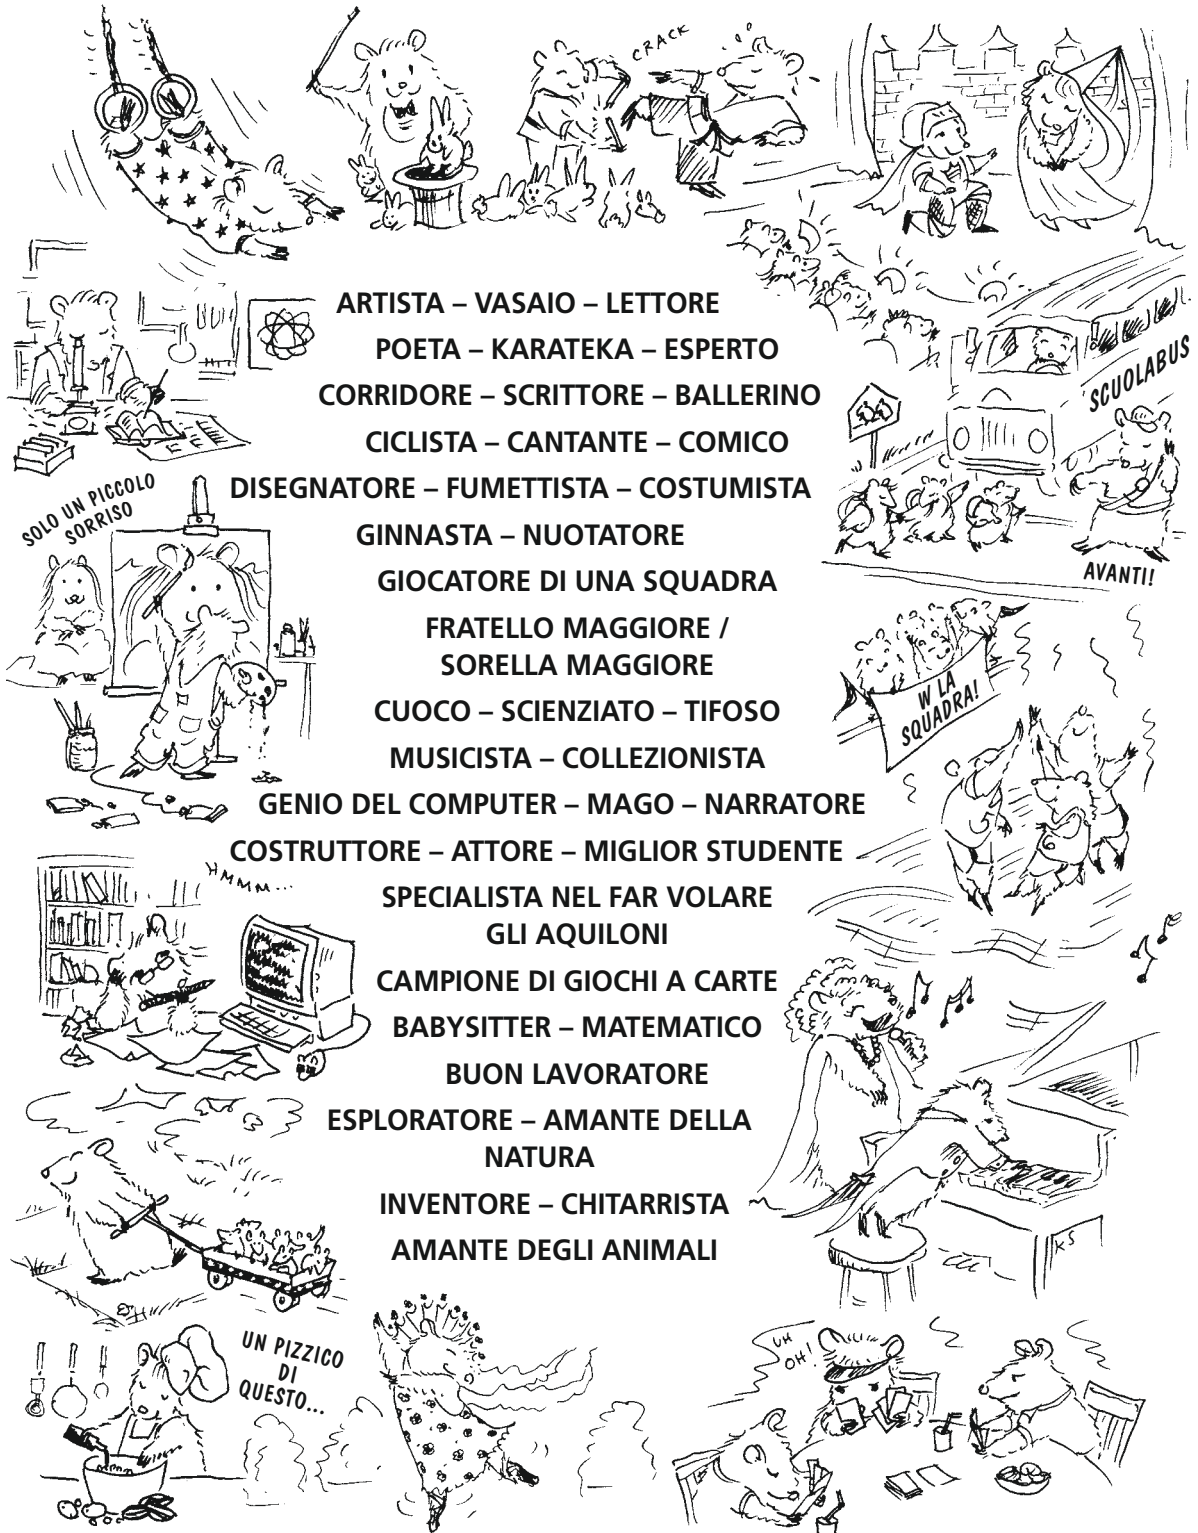 CRACK
ARTISTA – VASAIO – LETTORE
POETA – KARATEKA – ESPERTO
CORRIDORE – SCRITTORE – BALLERINO
CICLISTA – CANTANTE – COMICO
DISEGNATORE – FUMETTISTA – COSTUMISTA
GINNASTA – NUOTATORE
GIOCATORE DI UNA SQUADRA
FRATELLO MAGGIORE /
SORELLA MAGGIORE
CUOCO – SCIENZIATO – TIFOSO
MUSICISTA – COLLEZIONISTA
GENIO DEL COMPUTER – MAGO – NARRATORE
COSTRUTTORE – ATTORE – MIGLIOR STUDENTE
SPECIALISTA NEL FAR VOLARE
GLI AQUILONI
CAMPIONE DI GIOCHI A CARTE
BABYSITTER – MATEMATICO
BUON LAVORATORE
ESPLORATORE – AMANTE DELLA
NATURA
INVENTORE – CHITARRISTA
AMANTE DEGLI ANIMALI
SCUOLABUS
AVANTI!
SOLO UN PICCOLO
SORRISO
W LA
SQUADRA!
HMMM...
KS
UN PIZZICO
DI
QUESTO...
UH
OH!